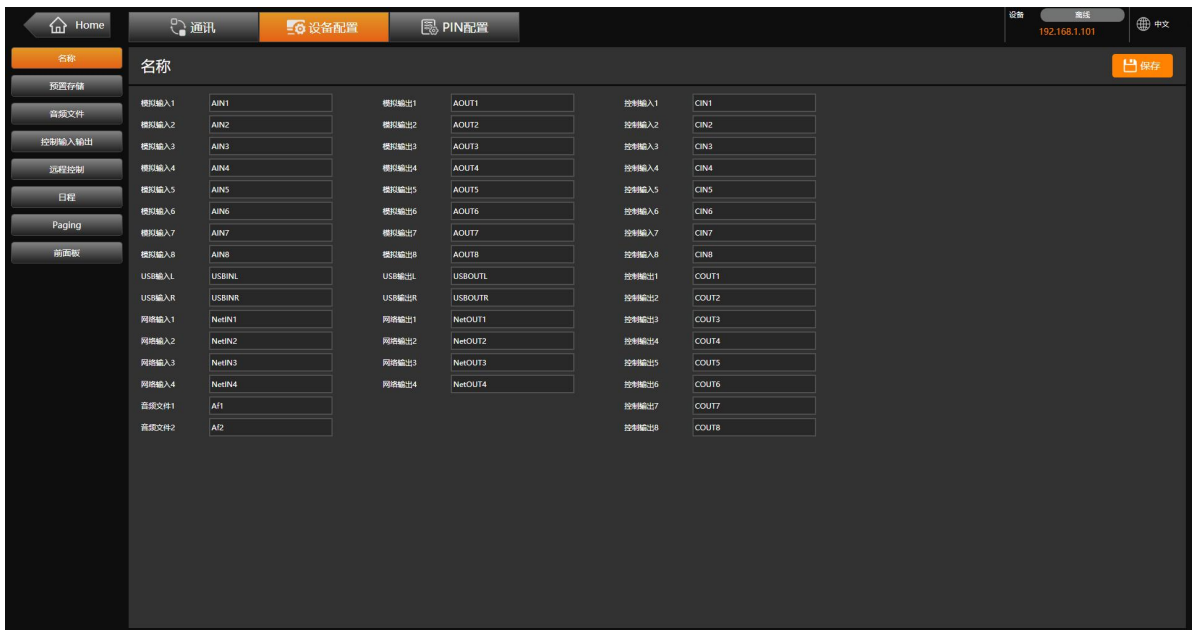 Home 通讯 设备配置 PIN配置 设备 离线 中文
192.168.1.101
名称
预置存储
音频文件
控制输入输出
远程控制
日程
Paging
前面板
名称 保存
模拟输入1 AIN1 模拟输出1 AOUT1 控制输入1 CIN1
模拟输入2 AIN2 模拟输出2 AOUT2 控制输入2 CIN2
模拟输入3 AIN3 模拟输出3 AOUT3 控制输入3 CIN3
模拟输入4 AIN4 模拟输出4 AOUT4 控制输入4 CIN4
模拟输入5 AIN5 模拟输出5 AOUT5 控制输入5 CIN5
模拟输入6 AIN6 模拟输出6 AOUT6 控制输入6 CIN6
模拟输入7 AIN7 模拟输出7 AOUT7 控制输入7 CIN7
模拟输入8 AIN8 模拟输出8 AOUT8 控制输入8 CIN8
USB输入L USBINL USB输出L USBOUTL 控制输出1 COUT1
USB输入R USBINR USB输出R USBOUTR 控制输出2 COUT2
网络输入1 NetIN1 网络输出1 NetOUT1 控制输出3 COUT3
网络输入2 NetIN2 网络输出2 NetOUT2 控制输出4 COUT4
网络输入3 NetIN3 网络输出3 NetOUT3 控制输出5 COUT5
网络输入4 NetIN4 网络输出4 NetOUT4 控制输出6 COUT6
音频文件1 Af1 控制输出7 COUT7
音频文件2 Af2 控制输出8 COUT8